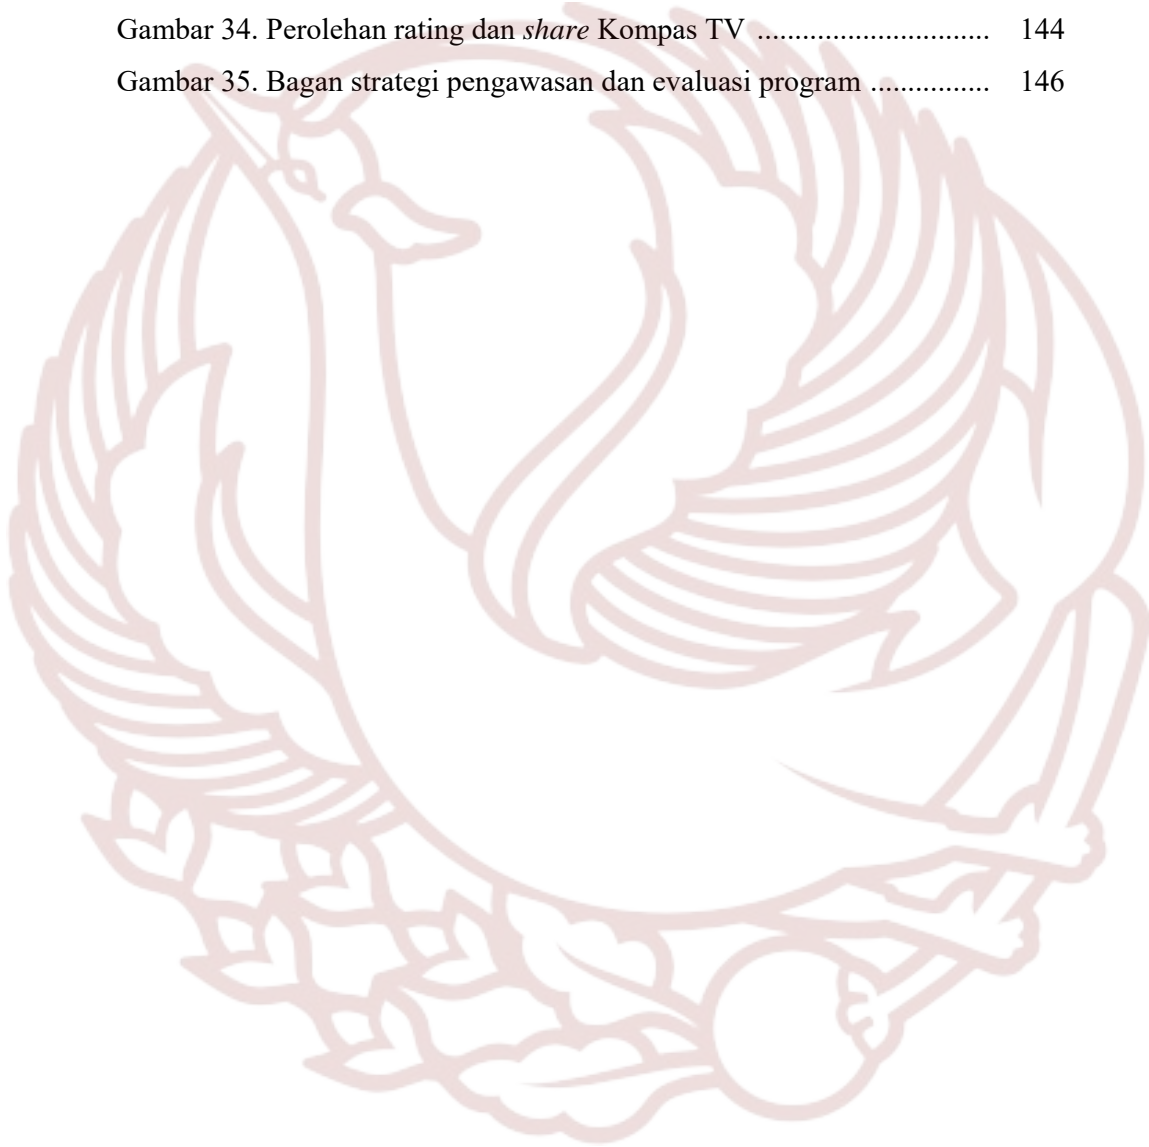 Gambar 34. Perolehan rating dan share Kompas TV ............................... 144
Gambar 35. Bagan strategi pengawasan dan evaluasi program ................ 146